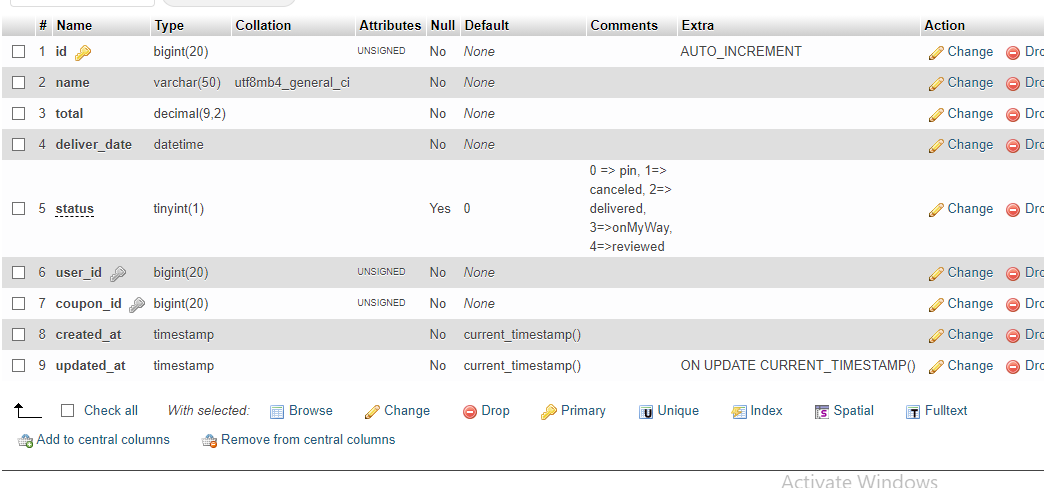 # Name Type Collation Attributes Null Default Comments Extra Action
1 id bigint(20) UNSIGNED No None AUTO_INCREMENT Change Dro
2 name varchar(50) utf8mb4_general_ci No None Change Dro
3 total decimal(9,2) No None Change Dro
4 deliver_date datetime No None Change Dro
0 => pin, 1=>
canceled, 2=>
5 status tinyint(1) Yes 0 delivered, Change Dro
3=>onMyWay,
4=>reviewed
6 user_id bigint(20) UNSIGNED No None Change Dro
7 coupon_id bigint(20) UNSIGNED No None Change Dro
8 created_at timestamp No current_timestamp() Change Dro
9 updated_at timestamp No current_timestamp() ON UPDATE CURRENT_TIMESTAMP() Change Dro
Check all With selected: Browse Change Drop Primary U Unique Index S Spatial T Fulltext
Add to central columns Remove from central columns
Activate Windows